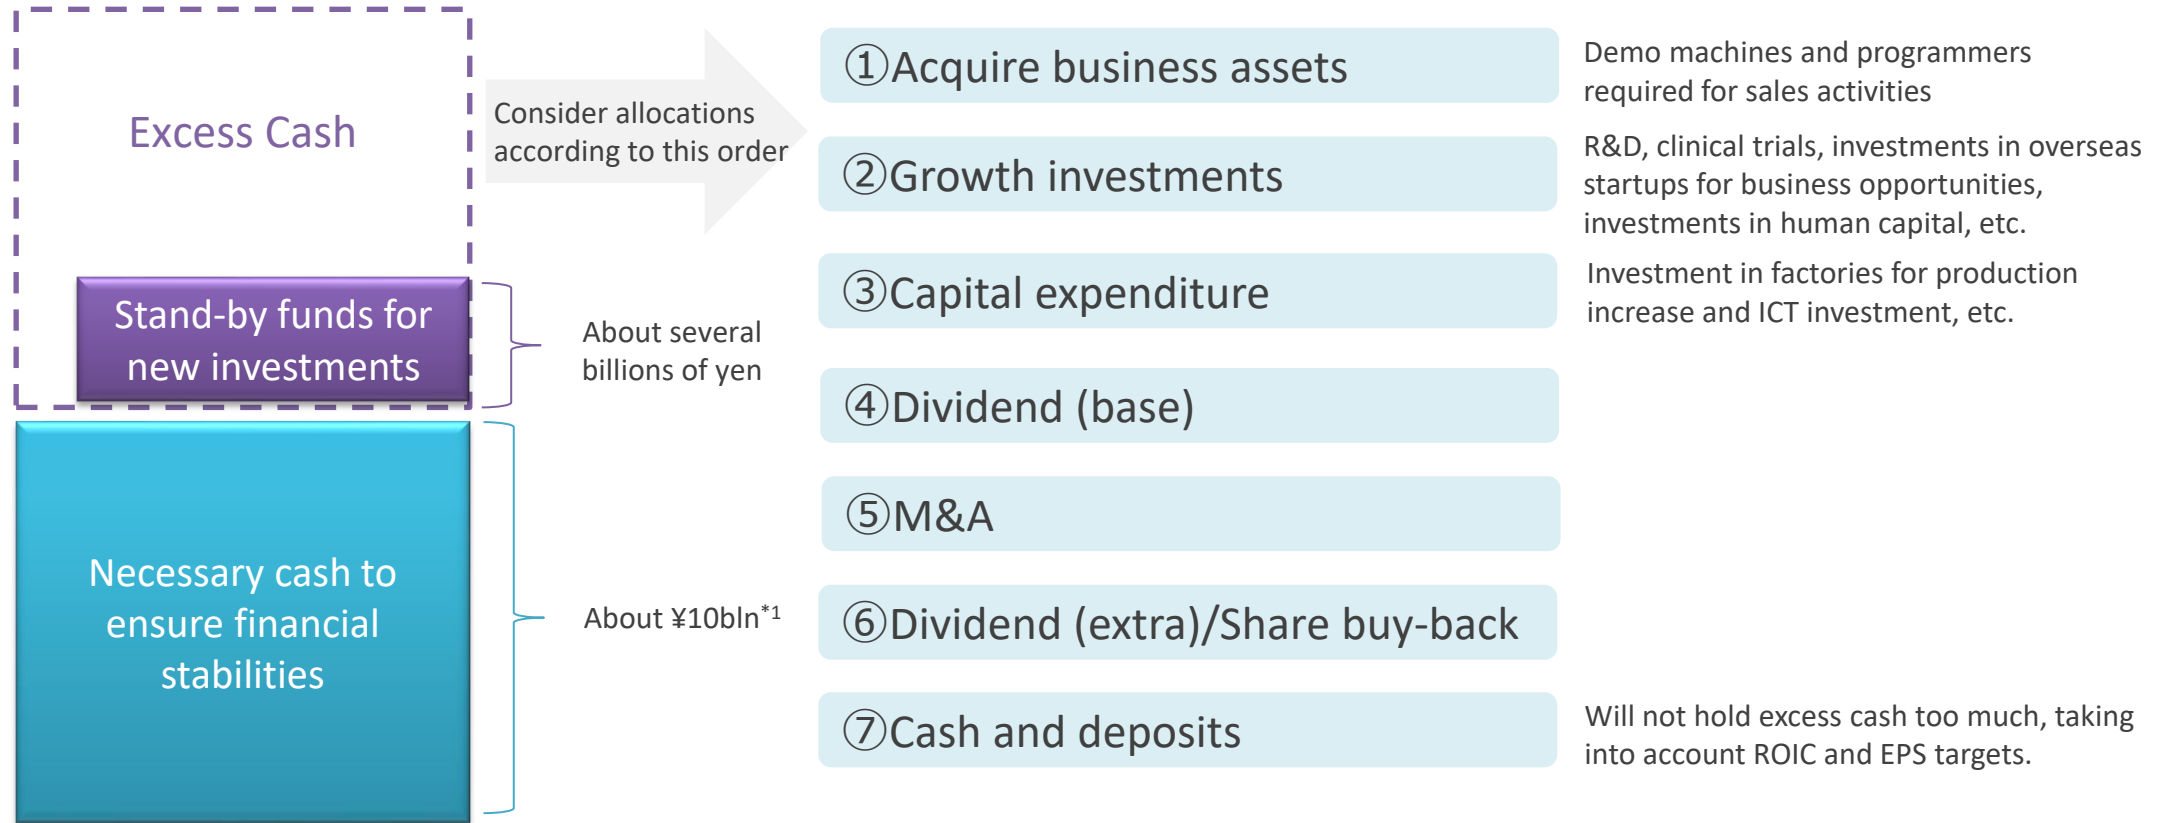 Excess Cash
Stand-by funds for
new investments
Necessary cash to
ensure financial
stabilities
Consider allocations
according to this order
About several
billions of yen
About ¥10bln*1
①Acquire business assets
Demo machines and programmers
required for sales activities
②Growth investments
R&D, clinical trials, investments in overseas
startups for business opportunities,
investments in human capital, etc.
③Capital expenditure
Investment in factories for production
increase and ICT investment, etc.
④Dividend (base)
⑤M&A
⑥Dividend (extra)/Share buy-back
⑦Cash and deposits
Will not hold excess cash too much, taking
into account ROIC and EPS targets.